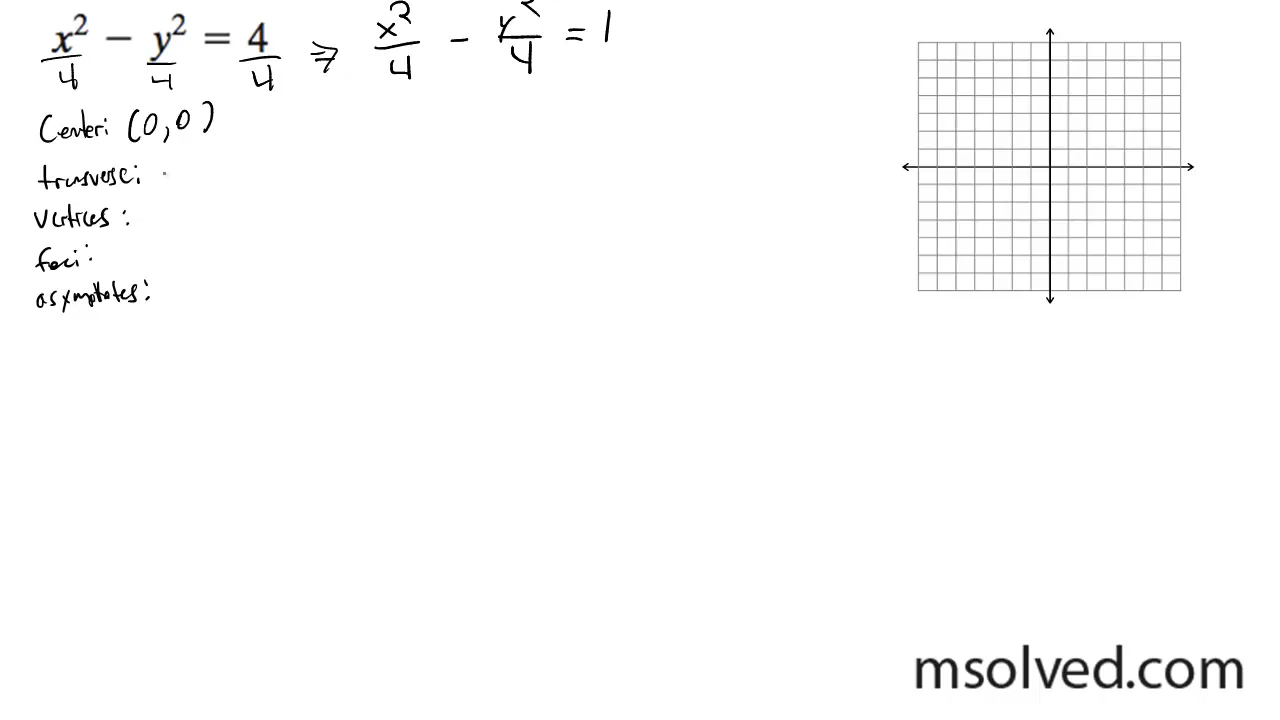 x² − y² = 4 ⇒ x²/4 − y²/4 = 1
/4 /4 /4
Center: (0,0)
trasverse:
vertices:
foci:
asymptotes:
msolved.com